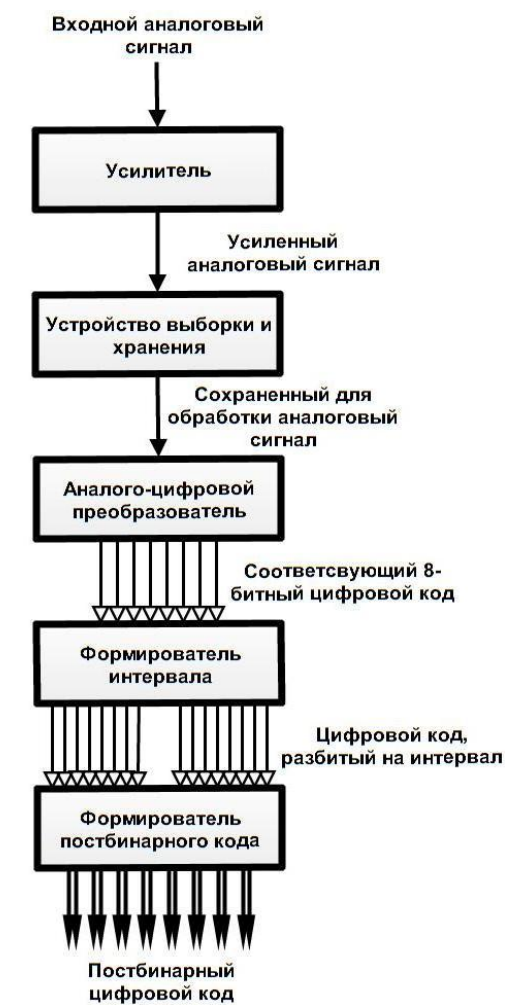 Входной аналоговый
сигнал
Усилитель
Усиленный
аналоговый сигнал
Устройство выборки и
хранения
Сохраненный для
обработки аналоговый
сигнал
Аналого-цифровой
преобразователь
Соответсвующий 8-
битный цифровой код
Формирователь
интервала
Цифровой код,
разбитый на интервал
Формирователь
постбинарного кода
Постбинарный
цифровой код